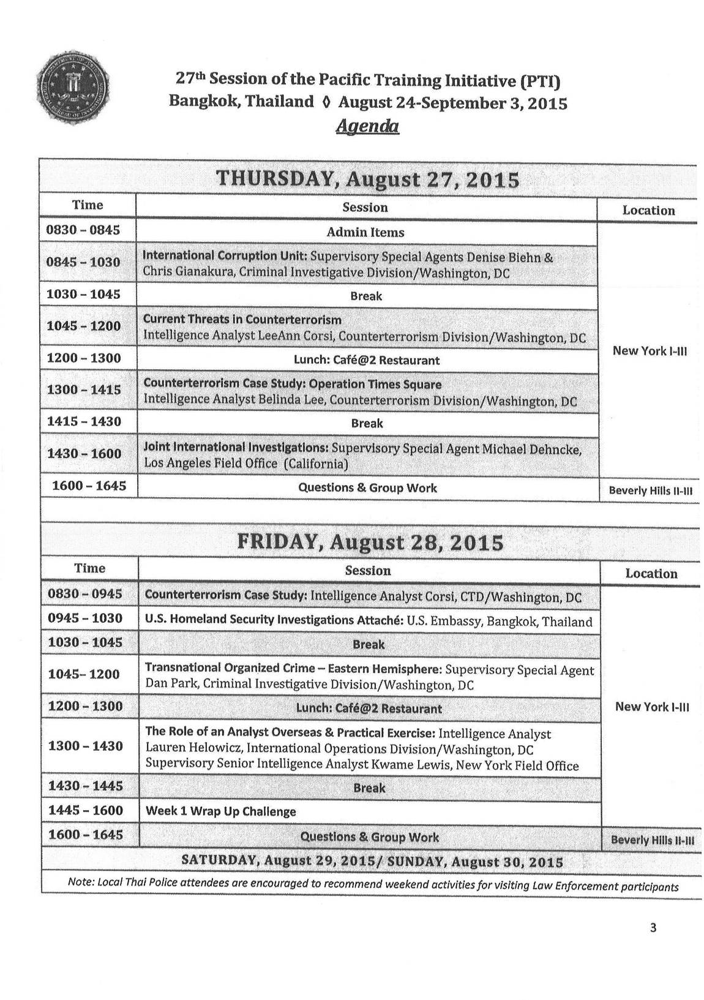 27th Session of the Pacific Training Initiative (PTI)
Bangkok, Thailand ◊ August 24-September 3, 2015
Agenda
THURSDAY, August 27, 2015
Time Session Location
0830 – 0845 Admin Items
0845 – 1030 International Corruption Unit: Supervisory Special Agents Denise Biehn &
Chris Gianakura, Criminal Investigative Division/Washington, DC
1030 – 1045 Break
1045 – 1200 Current Threats in Counterterrorism
Intelligence Analyst LeeAnn Corsi, Counterterrorism Division/Washington, DC
New York I-III
1200 – 1300 Lunch: Café@2 Restaurant
1300 – 1415 Counterterrorism Case Study: Operation Times Square
Intelligence Analyst Belinda Lee, Counterterrorism Division/Washington, DC
1415 – 1430 Break
1430 – 1600 Joint International Investigations: Supervisory Special Agent Michael Dehncke,
Los Angeles Field Office (California)
1600 – 1645 Questions & Group Work Beverly Hills II-III
FRIDAY, August 28, 2015
Time Session Location
0830 – 0945 Counterterrorism Case Study: Intelligence Analyst Corsi, CTD/Washington, DC
0945 – 1030 U.S. Homeland Security Investigations Attaché: U.S. Embassy, Bangkok, Thailand
1030 – 1045 Break
1045– 1200 Transnational Organized Crime – Eastern Hemisphere: Supervisory Special Agent
Dan Park, Criminal Investigative Division/Washington, DC
1200 – 1300 Lunch: Café@2 Restaurant New York I-III
1300 – 1430 The Role of an Analyst Overseas & Practical Exercise: Intelligence Analyst
Lauren Helowicz, International Operations Division/Washington, DC
Supervisory Senior Intelligence Analyst Kwame Lewis, New York Field Office
1430 – 1445 Break
1445 – 1600 Week 1 Wrap Up Challenge
1600 – 1645 Questions & Group Work Beverly Hills II-III
SATURDAY, August 29, 2015/ SUNDAY, August 30, 2015
Note: Local Thai Police attendees are encouraged to recommend weekend activities for visiting Law Enforcement participants
3